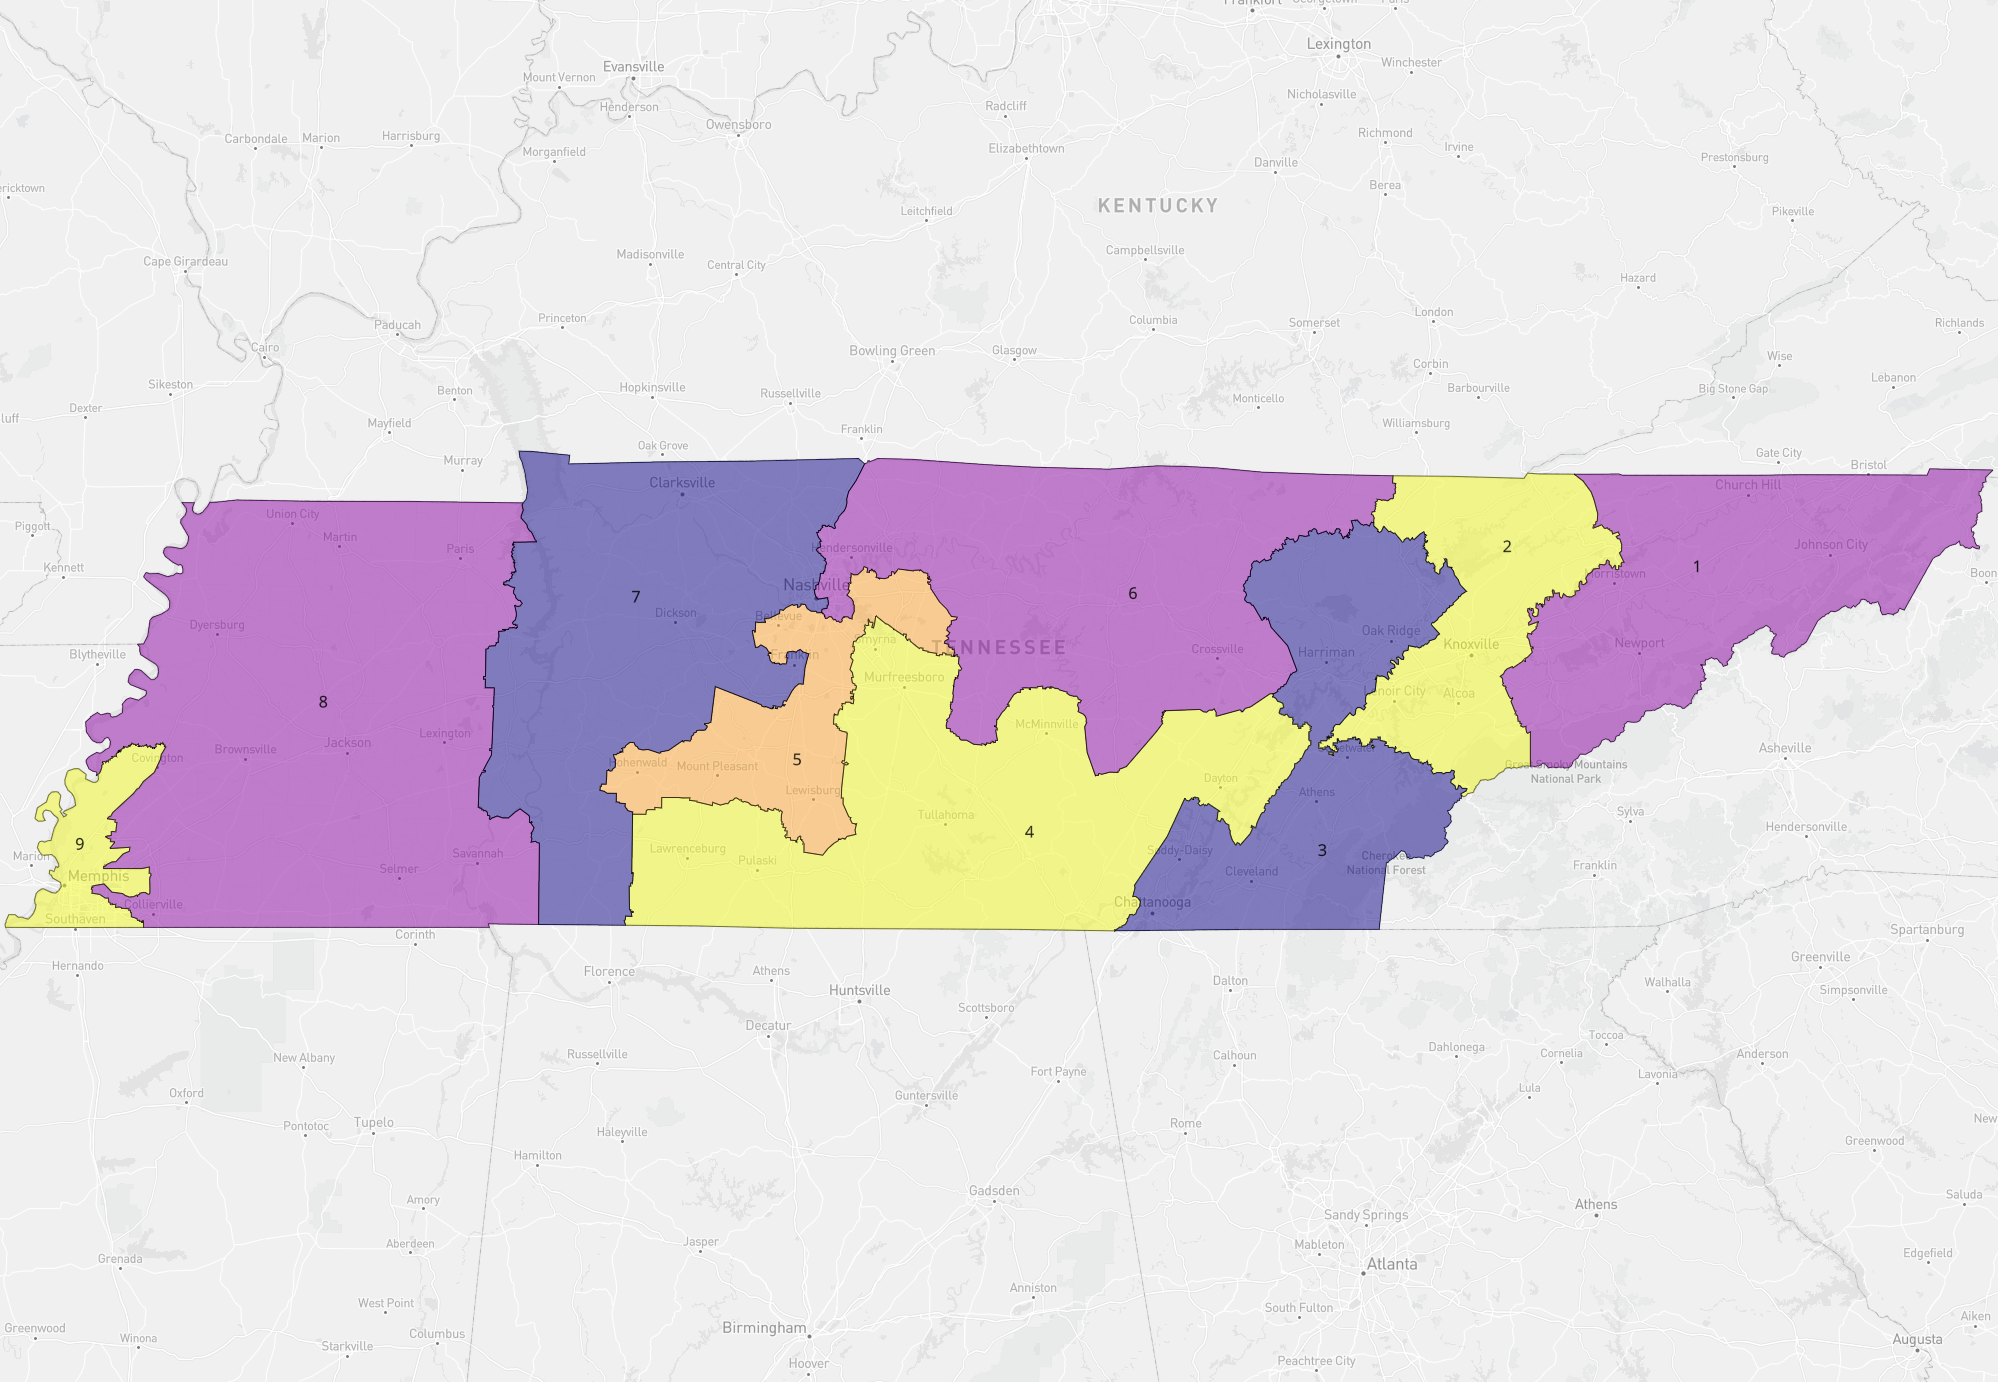 Frankfort
Georgetown
Paris
Lexington
Winchester
Evansville
Mount Vernon
Henderson
Nicholasville
Radcliff
Owensboro
Richmond
Carbondale
Marion
Harrisburg
Elizabethtown
Irvine
Morganfield
Danville
Prestonsburg
ericktown
Berea
KENTUCKY
Leitchfield
Pikeville
Madisonville
Campbellsville
Cape Girardeau
Central City
Hazard
Princeton
Columbia
Somerset
London
Paducah
Richlands
Cairo
Bowling Green
Glasgow
Wise
Corbin
Sikeston
Benton
Hopkinsville
Russellville
Barbourville
Big Stone Gap
Lebanon
Dexter
Monticello
luff
Mayfield
Franklin
Williamsburg
Oak Grove
Murray
Gate City
Bristol
Clarksville
Church Hill
Union City
Piggott
Martin
Paris
Hendersonville
2
Johnson City
Kennett
1
Morristown
Boon
Nashville
7
6
Dickson
Bellevue
Dyersburg
Oak Ridge
Smyrna
TENNESSEE
Knoxville
Newport
Blytheville
Franklin
Crossville
Harriman
Murfreesboro
Lenoir City
Alcoa
8
McMinnville
Lexington
Jackson
Brownsville
Covington
Sweetwater
Asheville
Hohenwald
Mount Pleasant
5
Great Smoky Mountains
National Park
Dayton
Lewisburg
Athens
Sylva
Tullahoma
4
Hendersonville
9
Lawrenceburg
Pulaski
Soddy-Daisy
3
Cherokee
National Forest
Marion
Savannah
Franklin
Selmer
Cleveland
Memphis
Collierville
Chattanooga
Southaven
Corinth
Spartanburg
Hernando
Florence
Athens
Greenville
Dalton
Walhalla
Huntsville
Simpsonville
Scottsboro
Decatur
Toccoa
New Albany
Russellville
Calhoun
Dahlonega
Cornelia
Anderson
Fort Payne
Lavonia
Oxford
Guntersville
Lula
Tupelo
Pontotoc
Haleyville
Rome
New
Greenwood
Hamilton
Gadsden
Amory
Athens
Saluda
Sandy Springs
Aberdeen
Jasper
Mableton
Grenada
Edgefield
Atlanta
Anniston
West Point
South Fulton
Aiken
Greenwood
Winona
Columbus
Birmingham
Augusta
Starkville
Hoover
Peachtree City